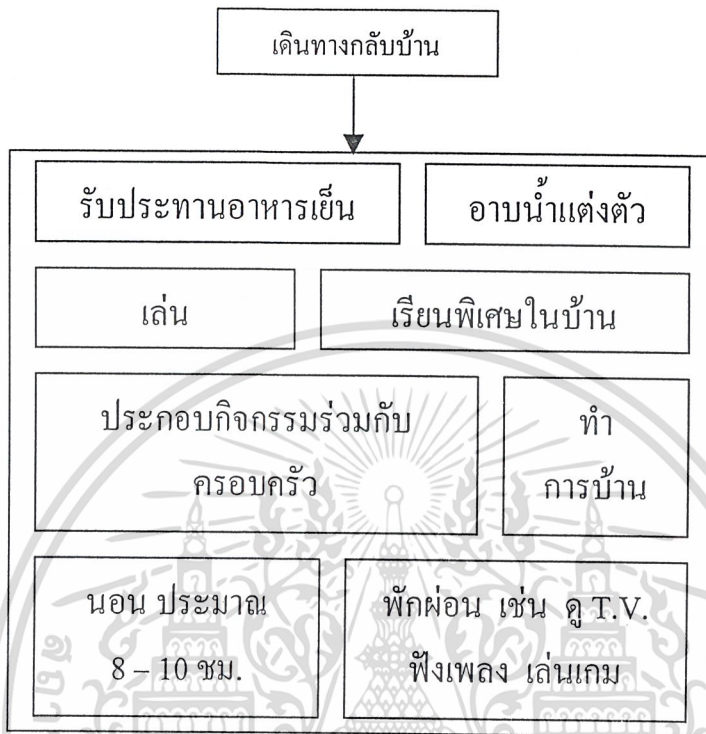 เดินทางกลับบ้าน
รับประทานอาหารเย็น
อาบน้ำแต่งตัว
เล่น
เรียนพิเศษในบ้าน
ประกอบกิจกรรมร่วมกับ
ครอบครัว
ทำ
การบ้าน
นอน ประมาณ
8 – 10 ชม.
พักผ่อน เช่น ดู T.V.
ฟังเพลง เล่นเกม